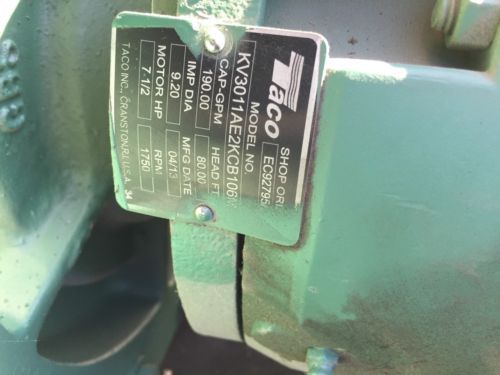 Taco
SHOP ORD
EC92795
MODEL NO.
CAP-GPM HEAD FT
190.00 80.00
IMP DIA MFG DATE
9.20 04/13
MOTOR HP RPM
7-1/2 1750
TACO INC., CRANSTON, R.I. U.S.A. 34